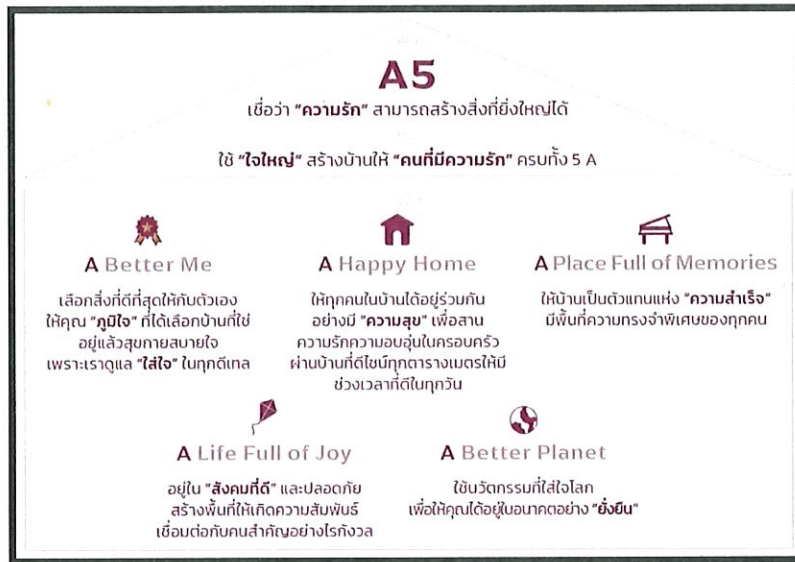 A5
เชื่อว่า "ความรัก" สามารถสร้างสิ่งที่ยิ่งใหญ่ได้
ใช้ "ใจใหญ่" สร้างบ้านให้ "คนที่มีความรัก" ครบทั้ง 5 A
A Better Me
เลือกสิ่งที่ดีที่สุดให้กับตัวเอง
ให้คุณ "ภูมิใจ" ที่ได้เลือกบ้านที่ใช่
อยู่แล้วสุขกายสบายใจ
เพราะเราดูแล "ใส่ใจ" ในทุกดีเทล
A Happy Home
ให้ทุกคนในบ้านได้อยู่ร่วมกัน
อย่างมี "ความสุข" เพื่อสาน
ความรักความอบอุ่นในครอบครัว
ผ่านบ้านที่ดีไซน์ทุกตารางเมตรให้มี
ช่วงเวลาที่ดีในทุกวัน
A Place Full of Memories
ให้บ้านเป็นตัวแทนแห่ง "ความสำเร็จ"
มีพื้นที่ความทรงจำพิเศษของทุกคน
A Life Full of Joy
อยู่ใน "สังคมที่ดี" และปลอดภัย
สร้างพื้นที่ให้เกิดความสัมพันธ์
เชื่อมต่อกับคนสำคัญอย่างไร้กังวล
A Better Planet
ใช้นวัตกรรมที่ใส่ใจโลก
เพื่อให้คุณได้อยู่ในอนาคตอย่าง "ยั่งยืน"